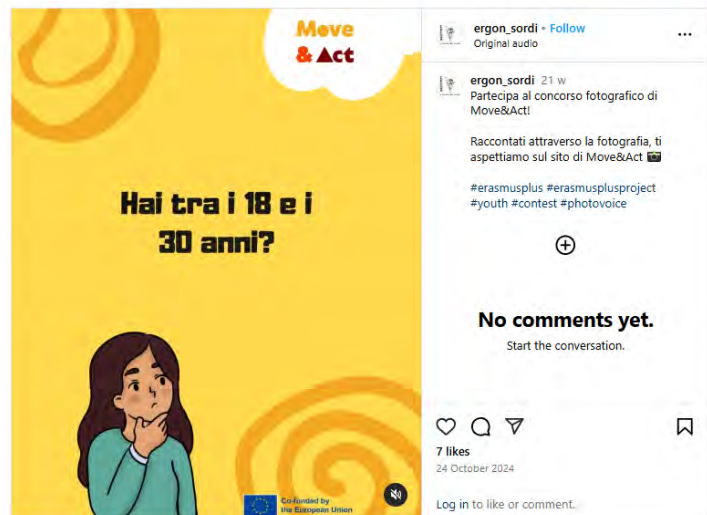 Move
& Act
Hai tra i 18 e i
30 anni?
Co-funded by
the European Union
ergon_sordi • Follow
Original audio
ergon_sordi 21 w
Partecipa al concorso fotografico di
Move&Act!
Raccontati attraverso la fotografia, ti
aspettiamo sul sito di Move&Act 📷
#erasmusplus #erasmusplusproject
#youth #contest #photovoice
No comments yet.
Start the conversation.
7 likes
24 October 2024
Log in to like or comment.